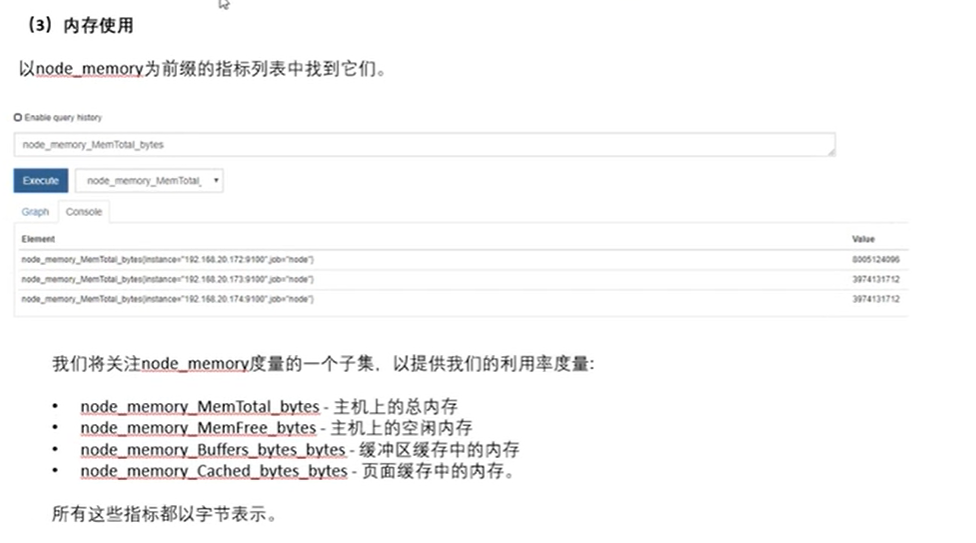 （3）内存使用
以node_memory为前缀的指标列表中找到它们。
Enable query history
node_memory_MemTotal_bytes
Execute node_memory_MemTotal_
Graph Console
Element Value
node_memory_MemTotal_bytes{instance="192.168.20.172:9100",job="node"} 8005124096
node_memory_MemTotal_bytes{instance="192.168.20.173:9100",job="node"} 3974131712
node_memory_MemTotal_bytes{instance="192.168.20.174:9100",job="node"} 3974131712
我们将关注node_memory度量的一个子集，以提供我们的利用率度量:
• node_memory_MemTotal_bytes - 主机上的总内存
• node_memory_MemFree_bytes - 主机上的空闲内存
• node_memory_Buffers_bytes_bytes - 缓冲区缓存中的内存
• node_memory_Cached_bytes_bytes - 页面缓存中的内存。
所有这些指标都以字节表示。